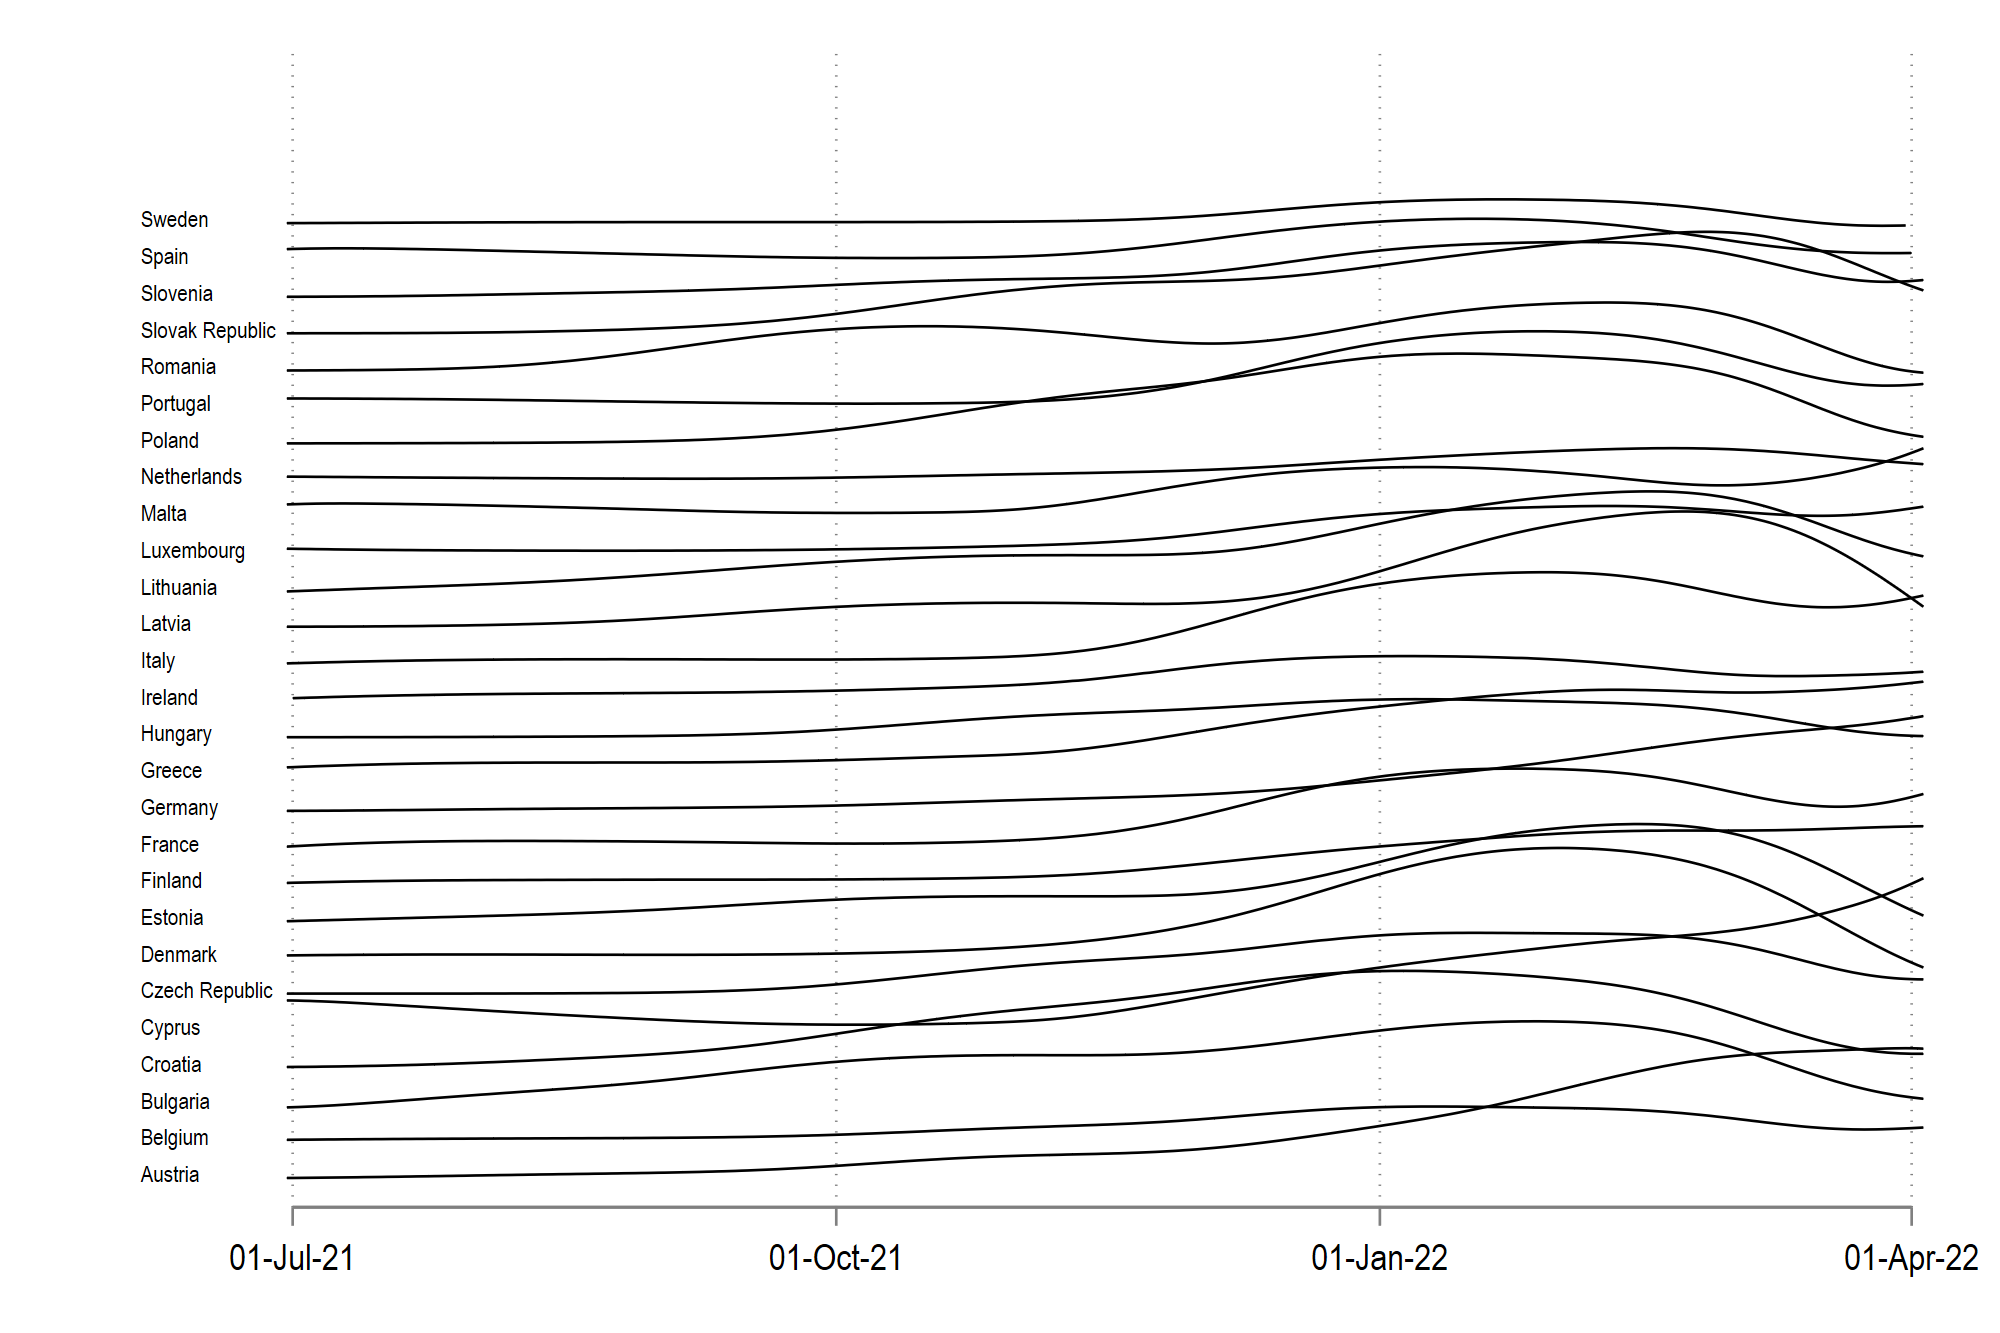 Sweden
Spain
Slovenia
Slovak Republic
Romania
Portugal
Poland
Netherlands
Malta
Luxembourg
Lithuania
Latvia
Italy
Ireland
Hungary
Greece
Germany
France
Finland
Estonia
Denmark
Czech Republic
Cyprus
Croatia
Bulgaria
Belgium
Austria
01-Jul-21 01-Oct-21 01-Jan-22 01-Apr-22